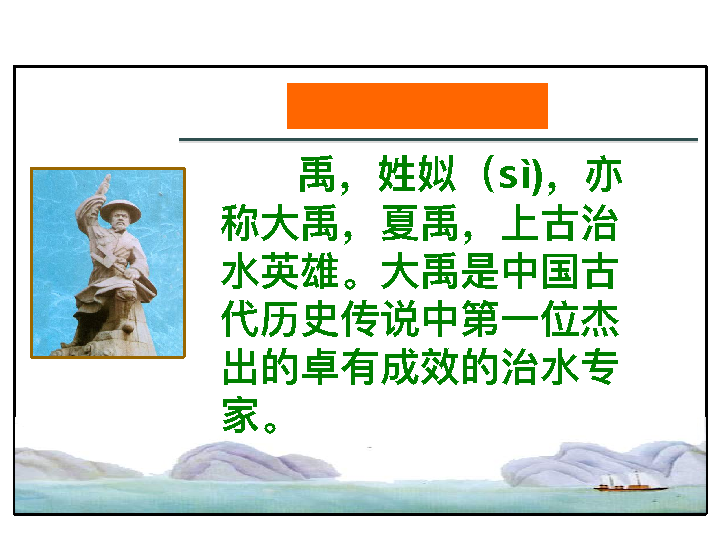 禹，姓姒（sì)，亦
称大禹，夏禹，上古治
水英雄。大禹是中国古
代历史传说中第一位杰
出的卓有成效的治水专
家。